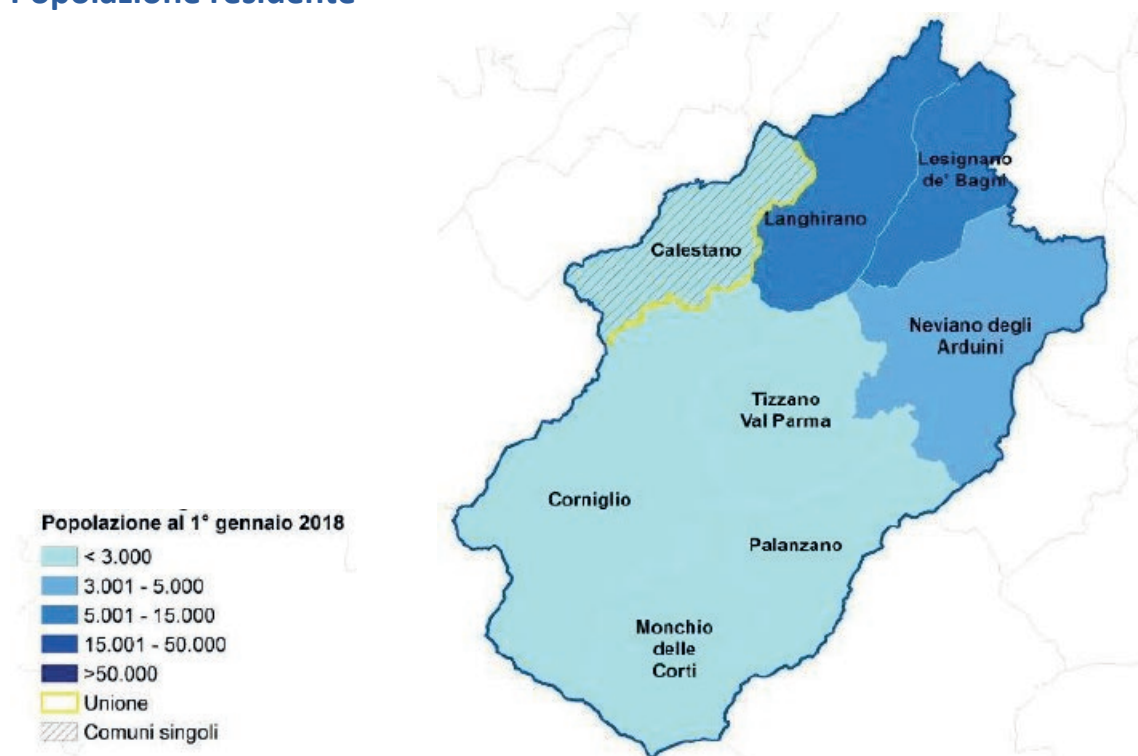 Popolazione residente
Lesignano
de' Bagni
Langhirano
Calestano
Neviano degli
Arduini
Tizzano
Val Parma
Corniglio
Palanzano
Monchio
delle
Corti
Popolazione al 1° gennaio 2018
< 3.000
3.001 - 5.000
5.001 - 15.000
15.001 - 50.000
>50.000
Unione
Comuni singoli